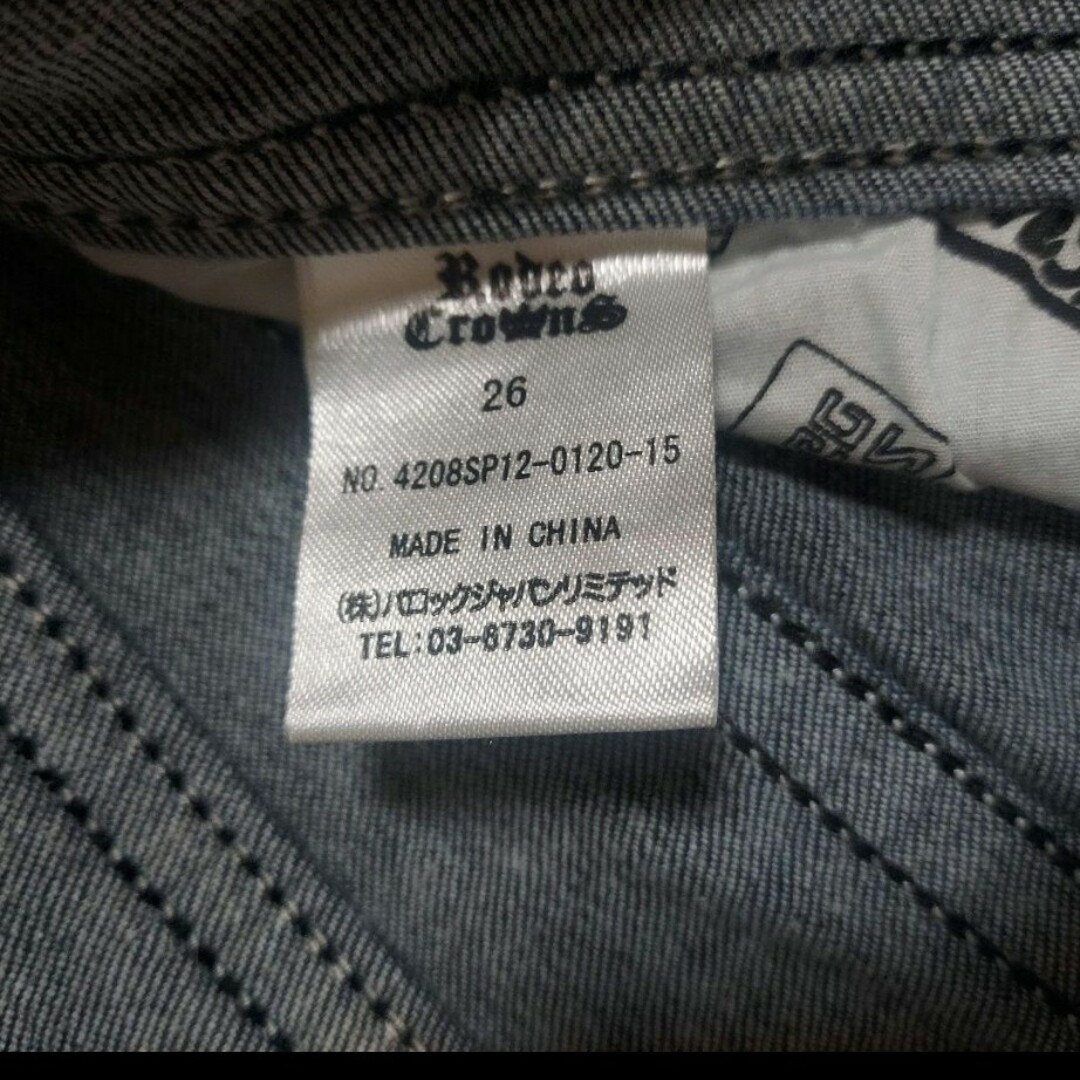 Rodeo
CrownS
26
NO. 4208SP12-0120-15
MADE IN CHINA
(株)バロックジャパンリミテッド
TEL:03-6730-9191